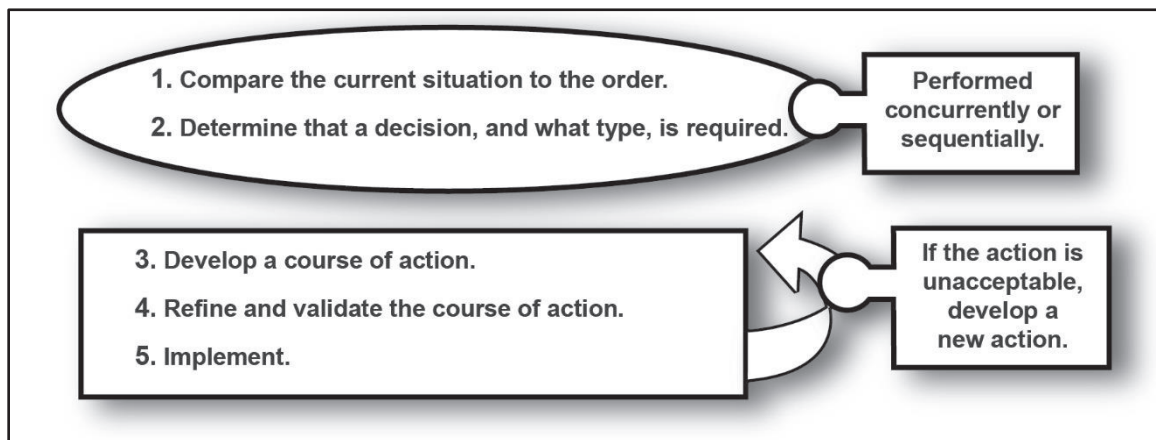 1. Compare the current situation to the order.
2. Determine that a decision, and what type, is required.
Performed
concurrently or
sequentially.
3. Develop a course of action.
4. Refine and validate the course of action.
5. Implement.
If the action is
unacceptable,
develop a
new action.